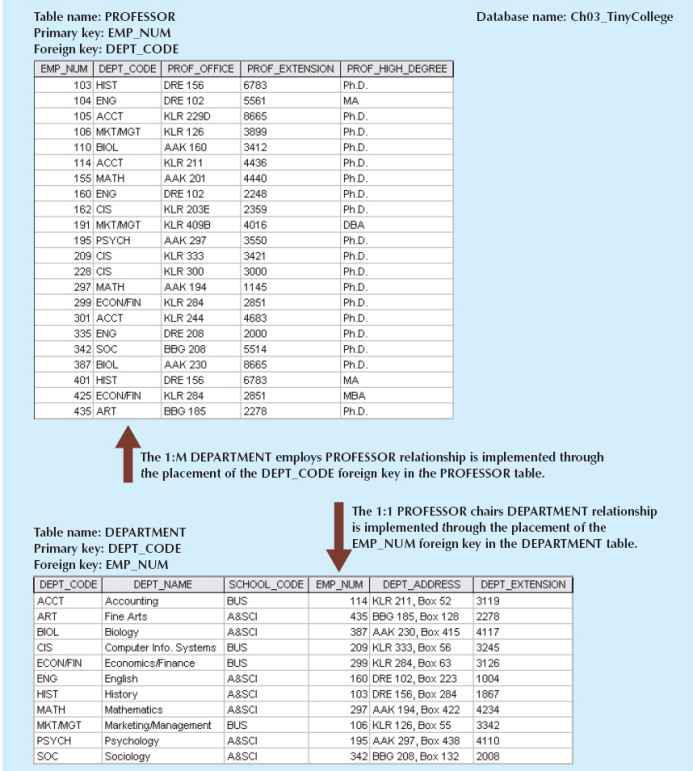 Table name: PROFESSOR
Database name: Ch03_TinyCollege
Primary key: EMP_NUM
Foreign key: DEPT_CODE
EMP_NUM DEPT_CODE PROF_OFFICE PROF_EXTENSION PROF_HIGH_DEGREE
103 HIST DRE 156 6783 Ph.D.
104 ENG DRE 102 5561 MA
105 ACCT KLR 229D 8665 Ph.D.
106 MKT/MGT KLR 126 3899 Ph.D.
110 BIOL AAK 160 3412 Ph.D.
114 ACCT KLR 211 4436 Ph.D.
155 MATH AAK 201 4440 Ph.D.
160 ENG DRE 102 2248 Ph.D.
162 CIS KLR 203E 2359 Ph.D.
191 MKT/MGT KLR 409B 4016 DBA
195 PSYCH AAK 297 3550 Ph.D.
209 CIS KLR 333 3421 Ph.D.
228 CIS KLR 300 3000 Ph.D.
297 MATH AAK 194 1145 Ph.D.
299 ECON/FIN KLR 284 2851 Ph.D.
301 ACCT KLR 244 4683 Ph.D.
335 ENG DRE 208 2000 Ph.D.
342 SOC BBG 208 5514 Ph.D.
387 BIOL AAK 230 8665 Ph.D.
401 HIST DRE 156 6783 MA
425 ECON/FIN KLR 284 2851 MBA
435 ART BBG 185 2278 Ph.D.
The 1:M DEPARTMENT employs PROFESSOR relationship is implemented through
the placement of the DEPT_CODE foreign key in the PROFESSOR table.
The 1:1 PROFESSOR chairs DEPARTMENT relationship
is implemented through the placement of the
EMP_NUM foreign key in the DEPARTMENT table.
Table name: DEPARTMENT
Primary key: DEPT_CODE
Foreign key: EMP_NUM
DEPT_CODE DEPT_NAME SCHOOL_CODE EMP_NUM DEPT_ADDRESS DEPT_EXTENSION
ACCT Accounting BUS 114 KLR 211, Box 52 3119
ART Fine Arts A&SCI 435 BBG 185, Box 128 2278
BIOL Biology A&SCI 387 AAK 230, Box 415 4117
CIS Computer Info. Systems BUS 209 KLR 333, Box 56 3245
ECON/FIN Economics/Finance BUS 299 KLR 284, Box 63 3126
ENG English A&SCI 160 DRE 102, Box 223 1004
HIST History A&SCI 103 DRE 156, Box 284 1867
MATH Mathematics A&SCI 297 AAK 194, Box 422 4234
MKT/MGT Marketing/Management BUS 106 KLR 126, Box 55 3342
PSYCH Psychology A&SCI 195 AAK 297, Box 438 4110
SOC Sociology A&SCI 342 BBG 208, Box 132 2008